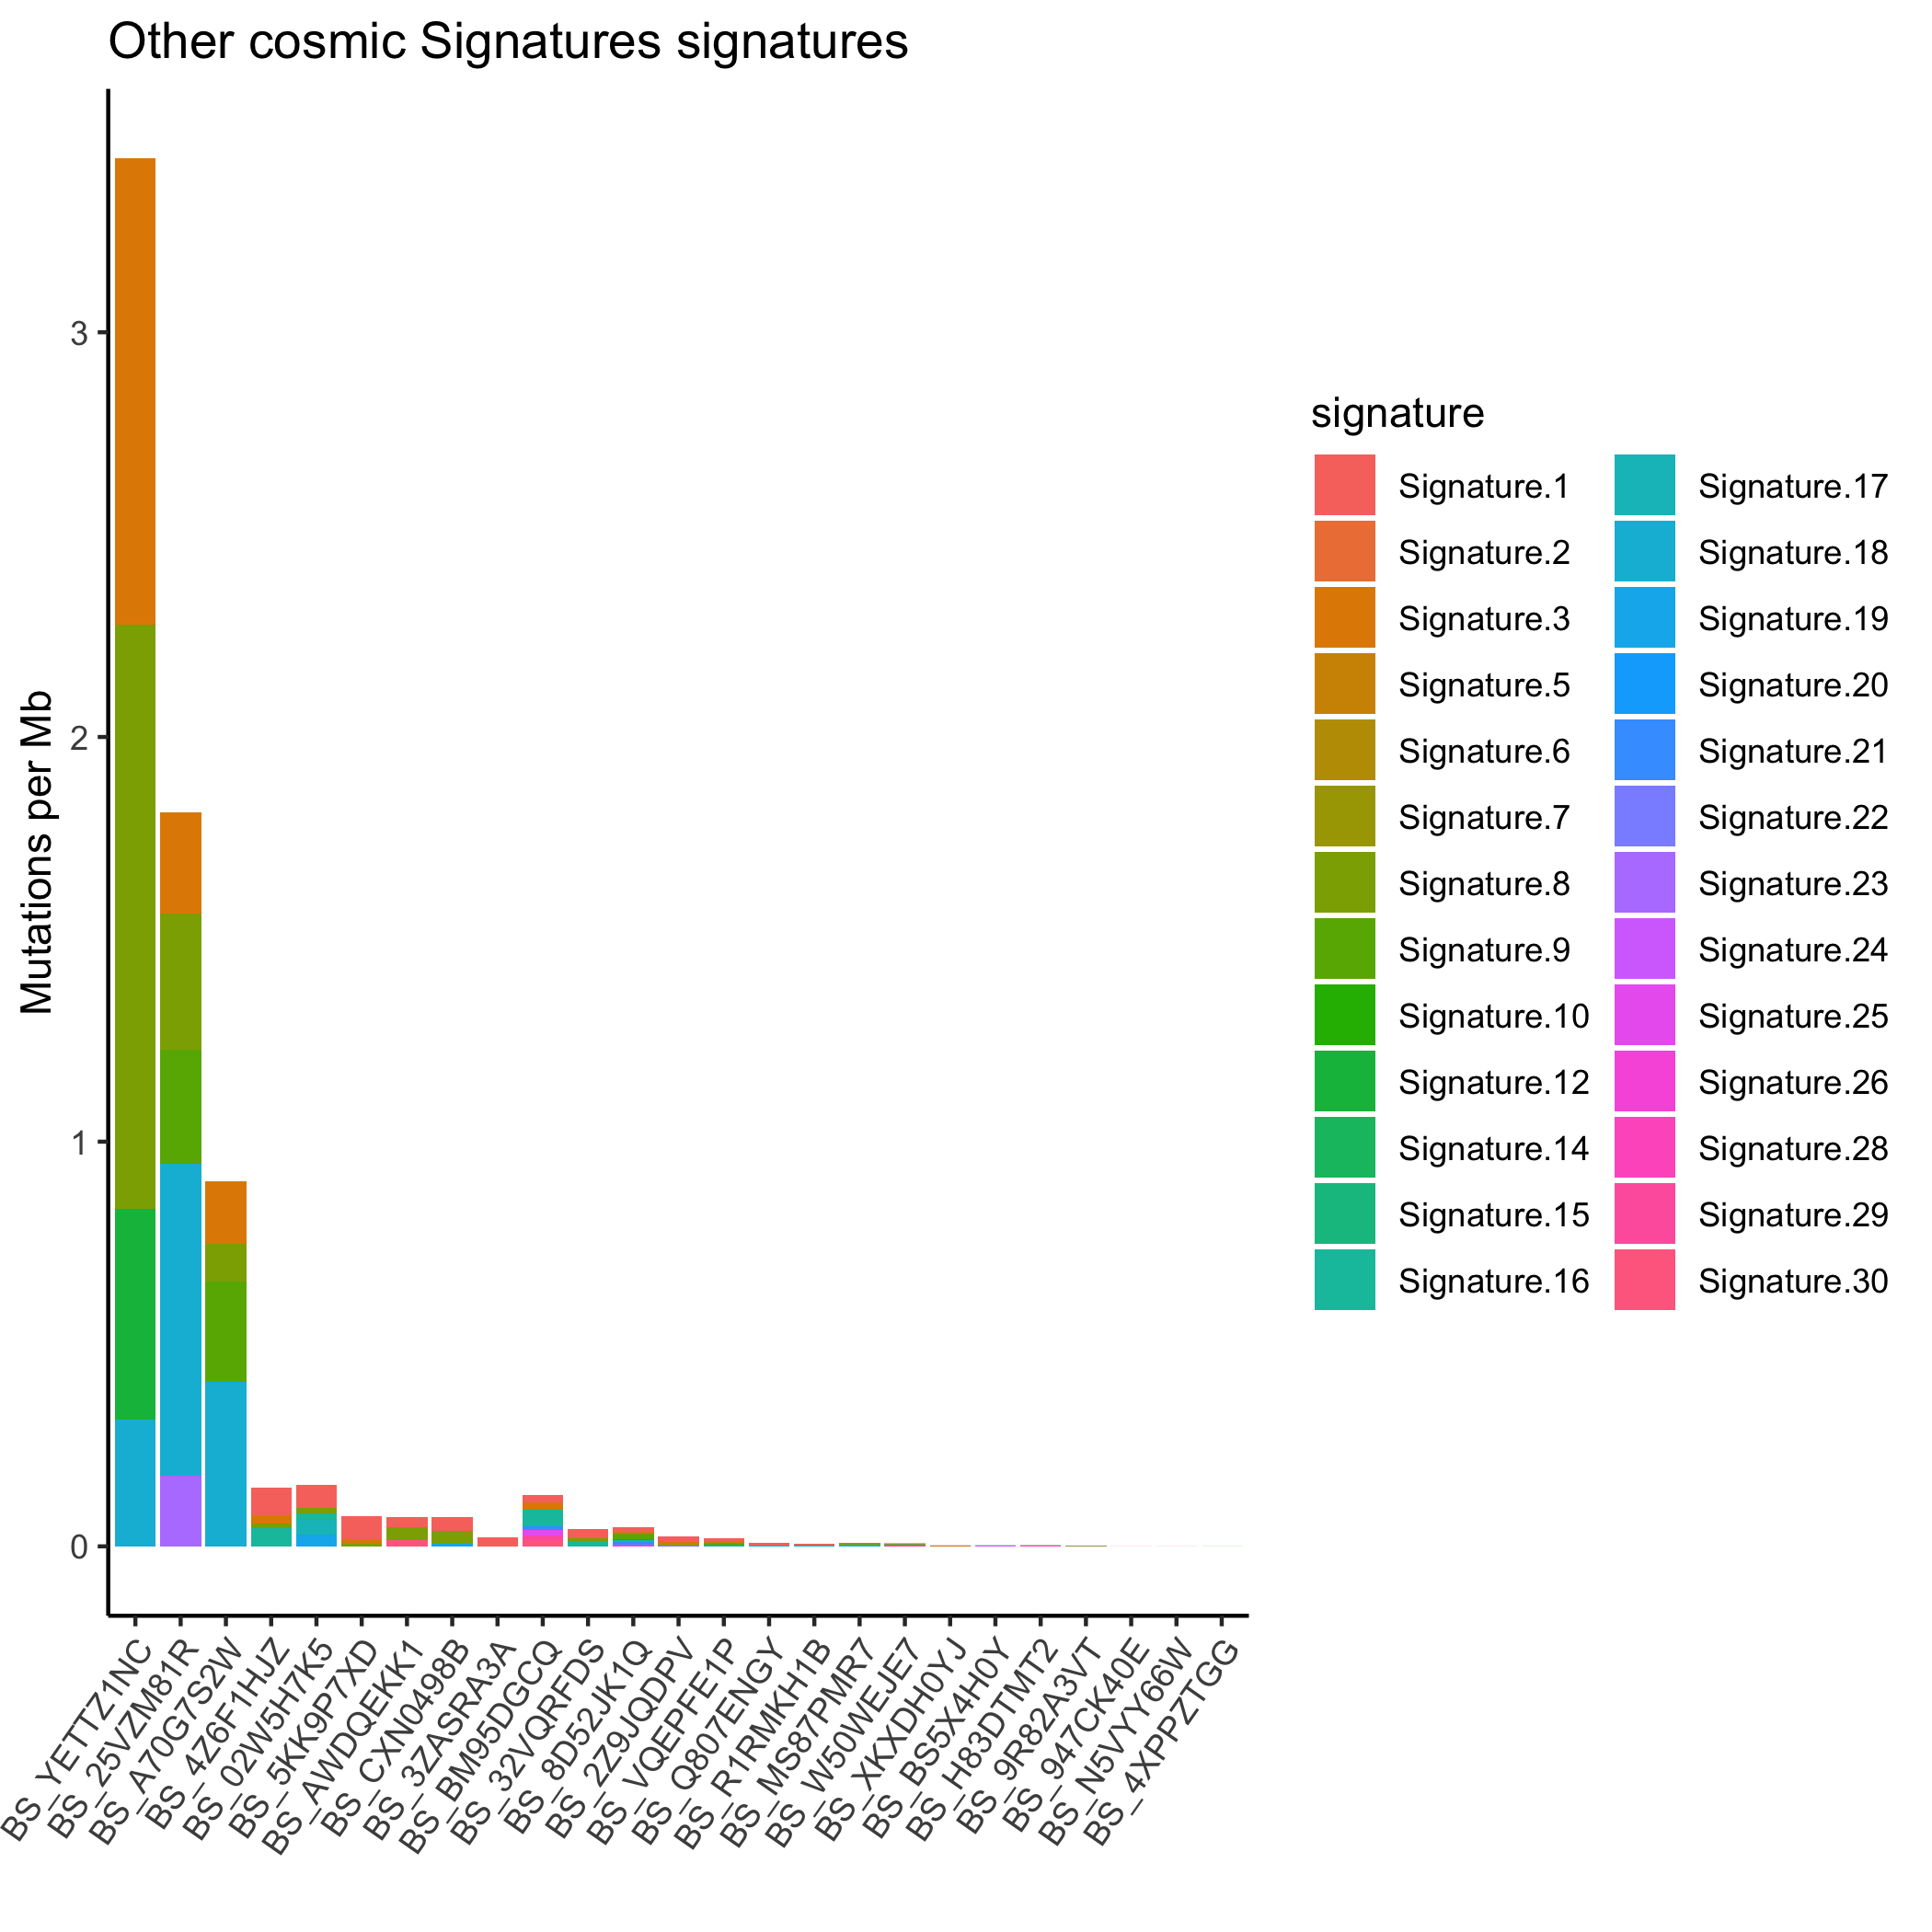 Other cosmic Signatures signatures
Mutations per Mb
3
2
1
0
BS_YETTZ1NC
BS_25VZM81R
BS_A70G7S2W
BS_4Z6F1HJZ
BS_02W5H7K5
BS_5KK9P7XD
BS_AWDQEKK1
BS_CXN0498B
BS_3ZASRA3A
BS_BM95DGCQ
BS_32VQRFDS
BS_8D52JK1Q
BS_2Z9JQDPV
BS_VQEPFE1P
BS_Q807ENGY
BS_R1RMKH1B
BS_MS87PMR7
BS_W50WEJE7
BS_XKXXDH0YJ
BS_BS5X4H0Y
BS_H83DTMT2
BS_9R82A3VT
BS_947CK40E
BS_N5VYY66W
BS_4XPPZTGG
signature
Signature.1
Signature.2
Signature.3
Signature.5
Signature.6
Signature.7
Signature.8
Signature.9
Signature.10
Signature.12
Signature.14
Signature.15
Signature.16
Signature.17
Signature.18
Signature.19
Signature.20
Signature.21
Signature.22
Signature.23
Signature.24
Signature.25
Signature.26
Signature.28
Signature.29
Signature.30